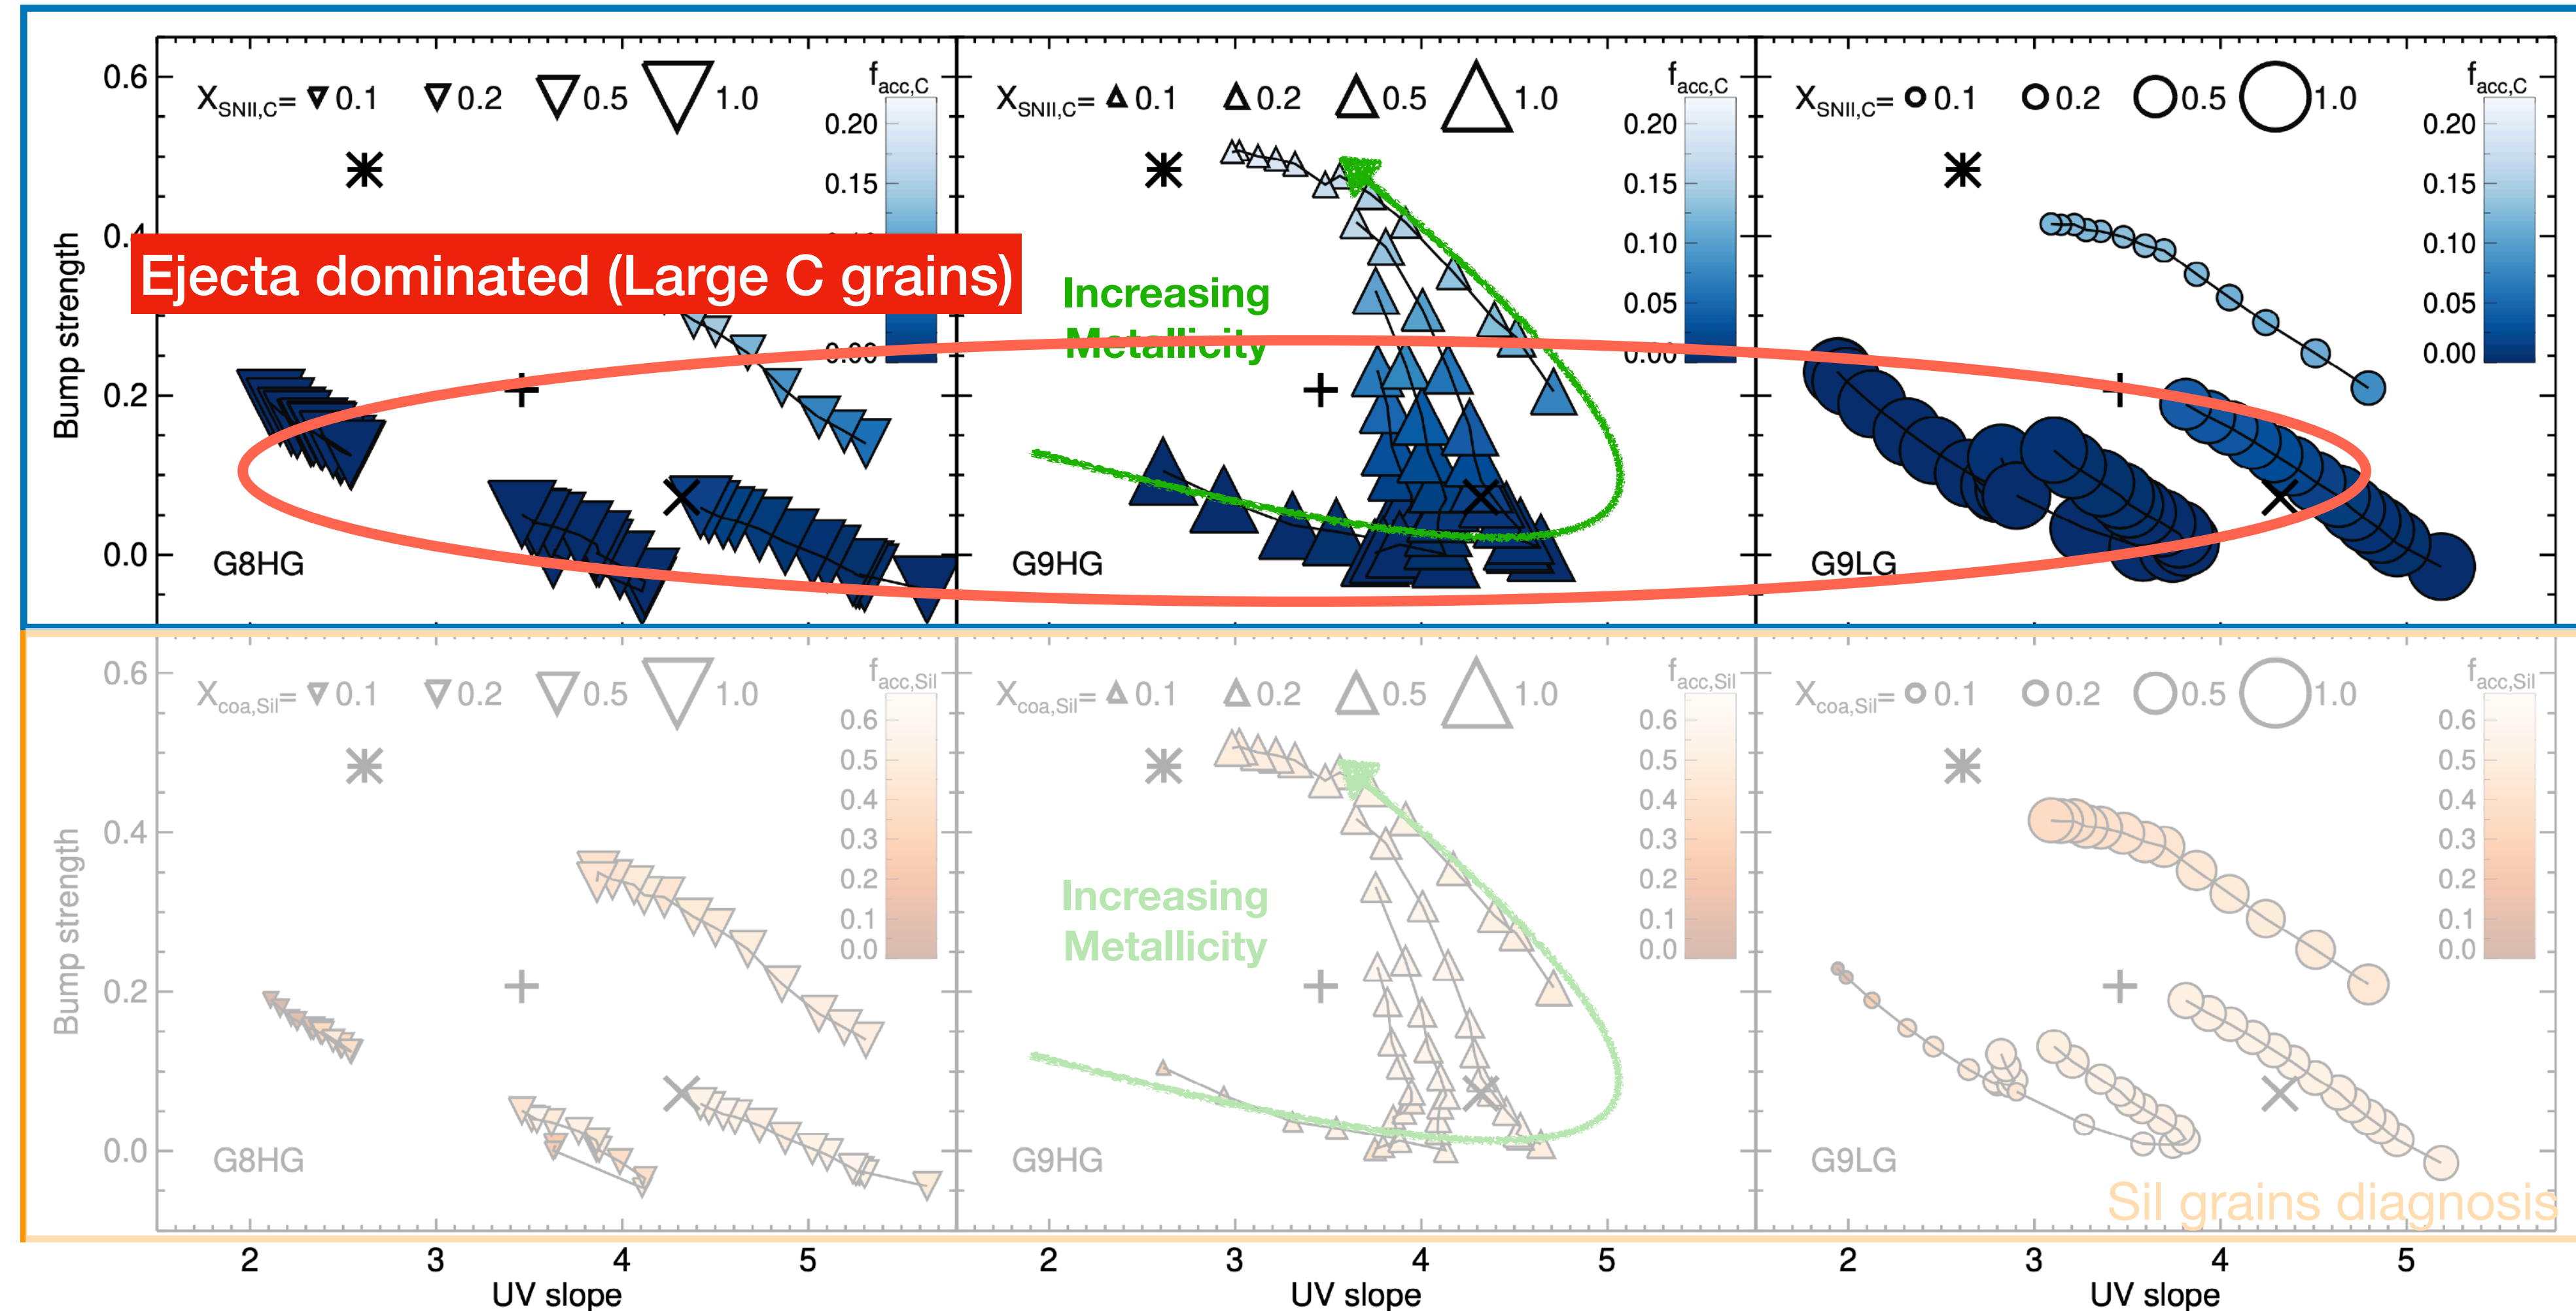 X_SNII,C= 0.1 0.2 0.5 1.0 f_acc,C
X_SNII,C= 0.1 0.2 0.5 1.0 f_acc,C
X_SNII,C= 0.1 0.2 0.5 1.0 f_acc,C
0.6
0.4
0.2
0.0
Bump strength
0.20
0.15
0.00
0.20
0.15
0.10
0.05
0.00
0.20
0.15
0.10
0.05
0.00
Ejecta dominated (Large C grains)
Increasing
Metallicity
G8HG
G9HG
G9LG
X_coa,Sil= 0.1 0.2 0.5 1.0 f_acc,Sil
X_coa,Sil= 0.1 0.2 0.5 1.0 f_acc,Sil
X_coa,Sil= 0.1 0.2 0.5 1.0 f_acc,Sil
0.6
0.4
0.2
0.0
Bump strength
0.6
0.5
0.4
0.3
0.2
0.1
0.0
0.6
0.5
0.4
0.3
0.2
0.1
0.0
0.6
0.5
0.4
0.3
0.2
0.1
0.0
Increasing
Metallicity
G8HG
G9HG
G9LG
Sil grains diagnosis
2 3 4 5
2 3 4 5
2 3 4 5
UV slope
UV slope
UV slope